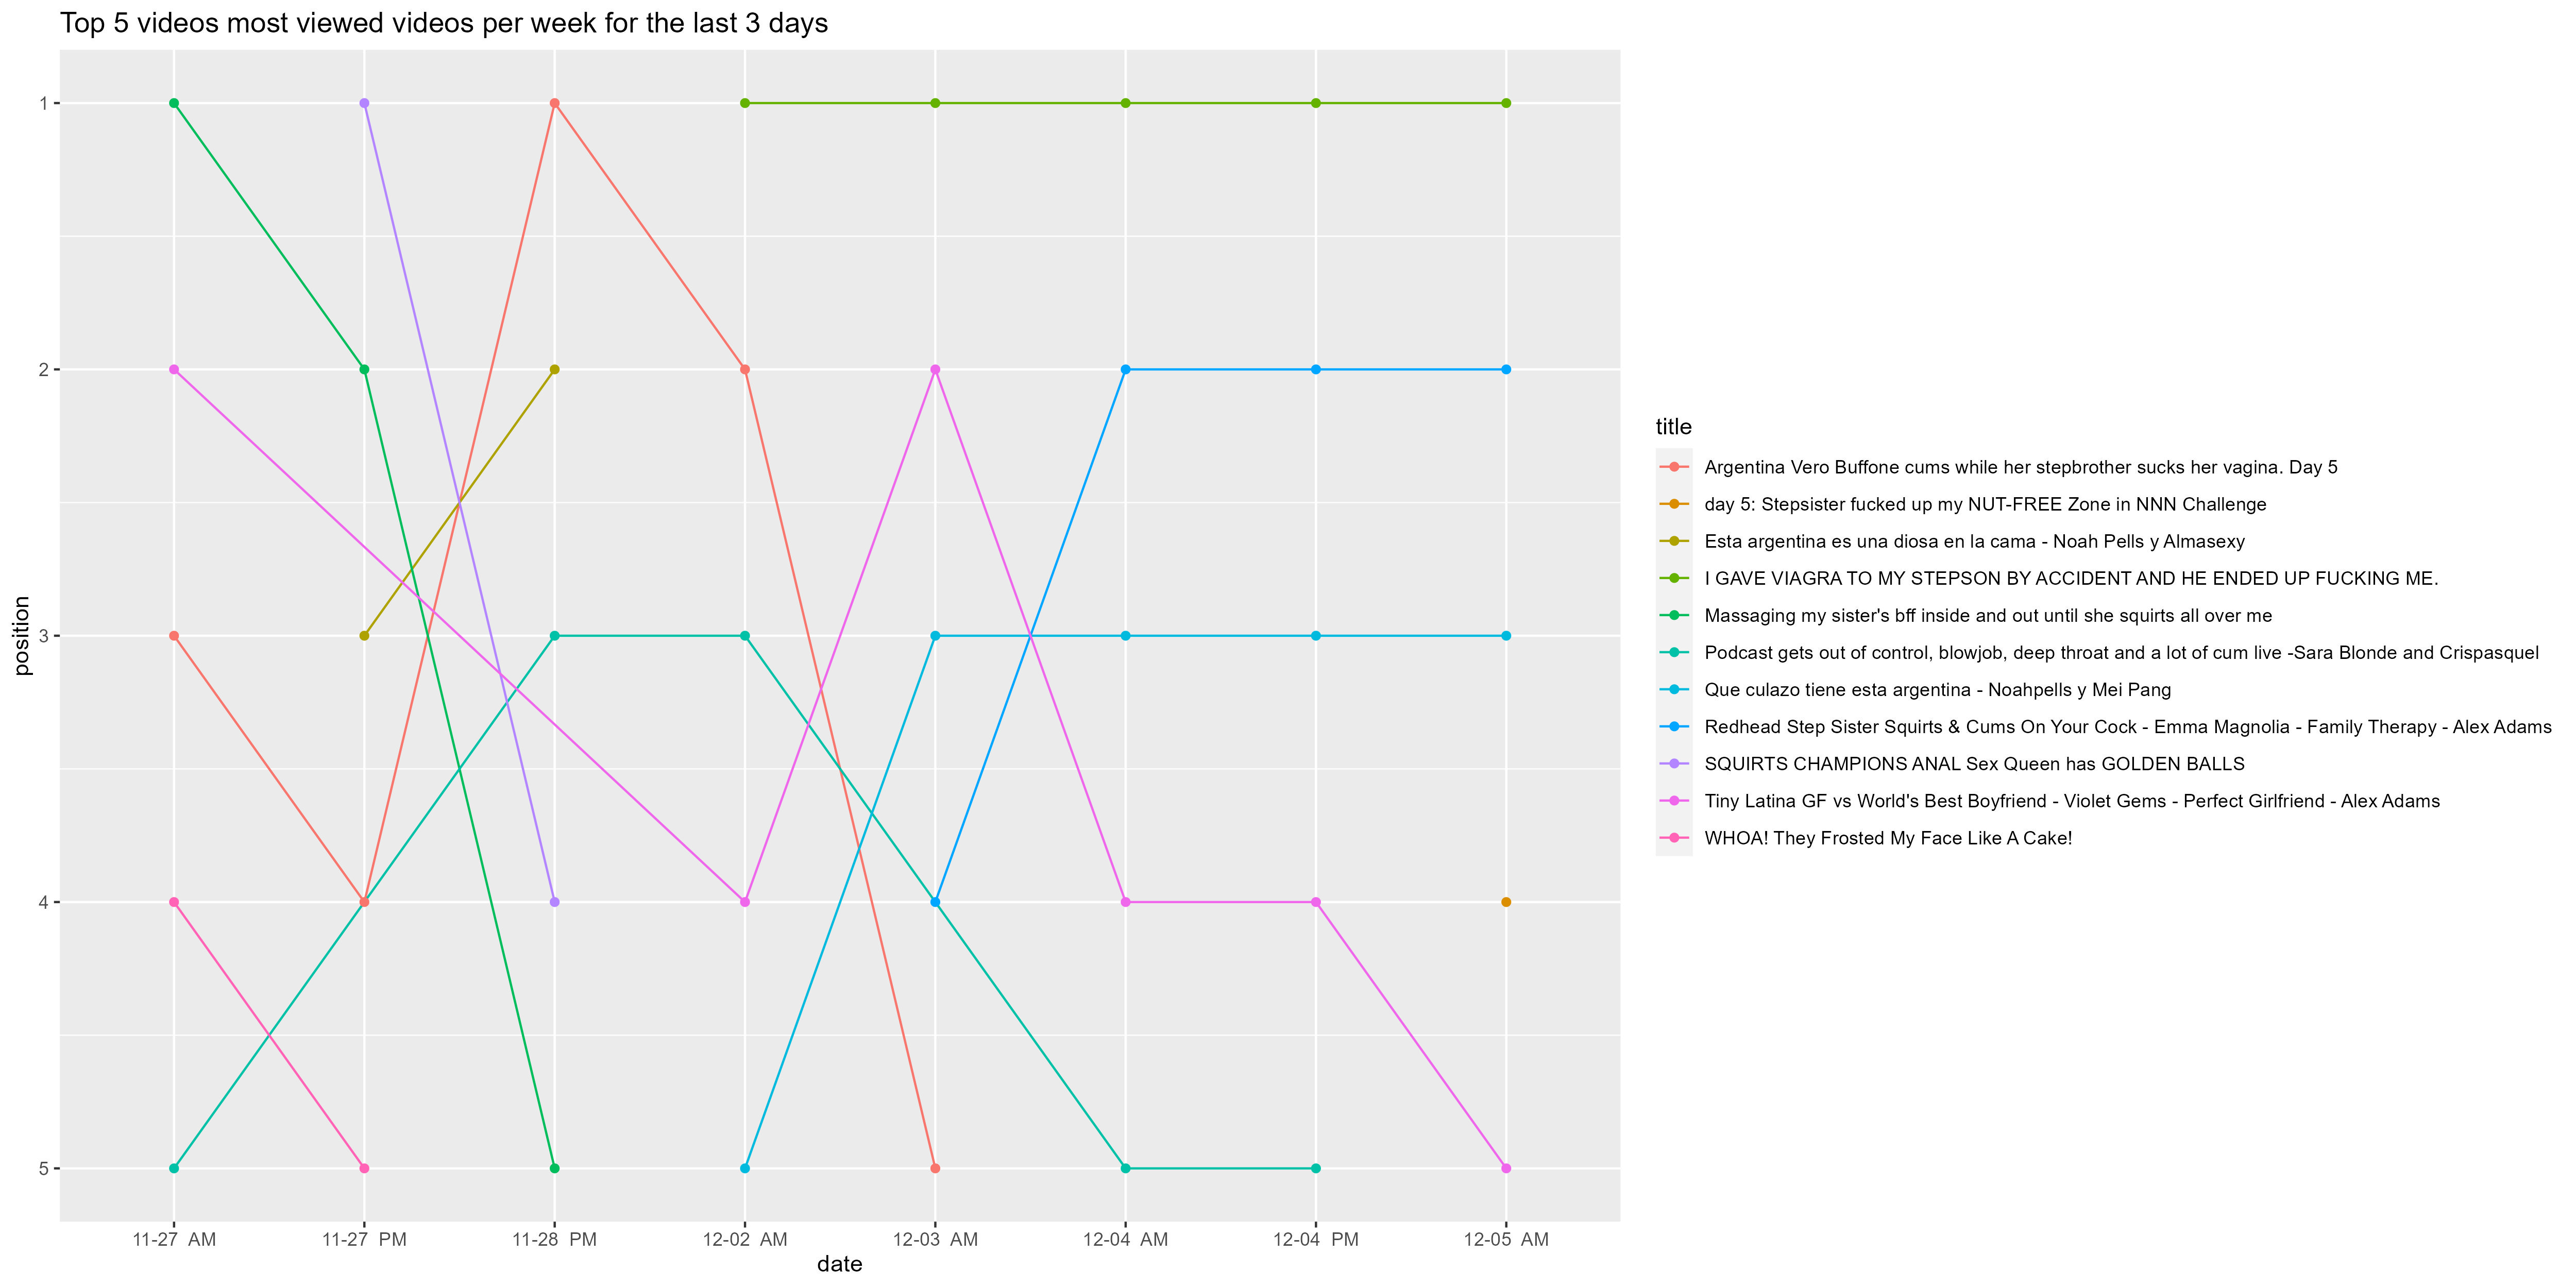 Top 5 videos most viewed videos per week for the last 3 days
position
1
2
3
4
5
11-27 AM
11-27 PM
11-28 PM
12-02 AM
12-03 AM
12-04 AM
12-04 PM
12-05 AM
date
title
Argentina Vero Buffone cums while her stepbrother sucks her vagina. Day 5
day 5: Stepsister fucked up my NUT-FREE Zone in NNN Challenge
Esta argentina es una diosa en la cama - Noah Pells y Almasexy
I GAVE VIAGRA TO MY STEPSON BY ACCIDENT AND HE ENDED UP FUCKING ME.
Massaging my sister's bff inside and out until she squirts all over me
Podcast gets out of control, blowjob, deep throat and a lot of cum live -Sara Blonde and Crispasquel
Que culazo tiene esta argentina - Noahpells y Mei Pang
Redhead Step Sister Squirts & Cums On Your Cock - Emma Magnolia - Family Therapy - Alex Adams
SQUIRTS CHAMPIONS ANAL Sex Queen has GOLDEN BALLS
Tiny Latina GF vs World's Best Boyfriend - Violet Gems - Perfect Girlfriend - Alex Adams
WHOA! They Frosted My Face Like A Cake!